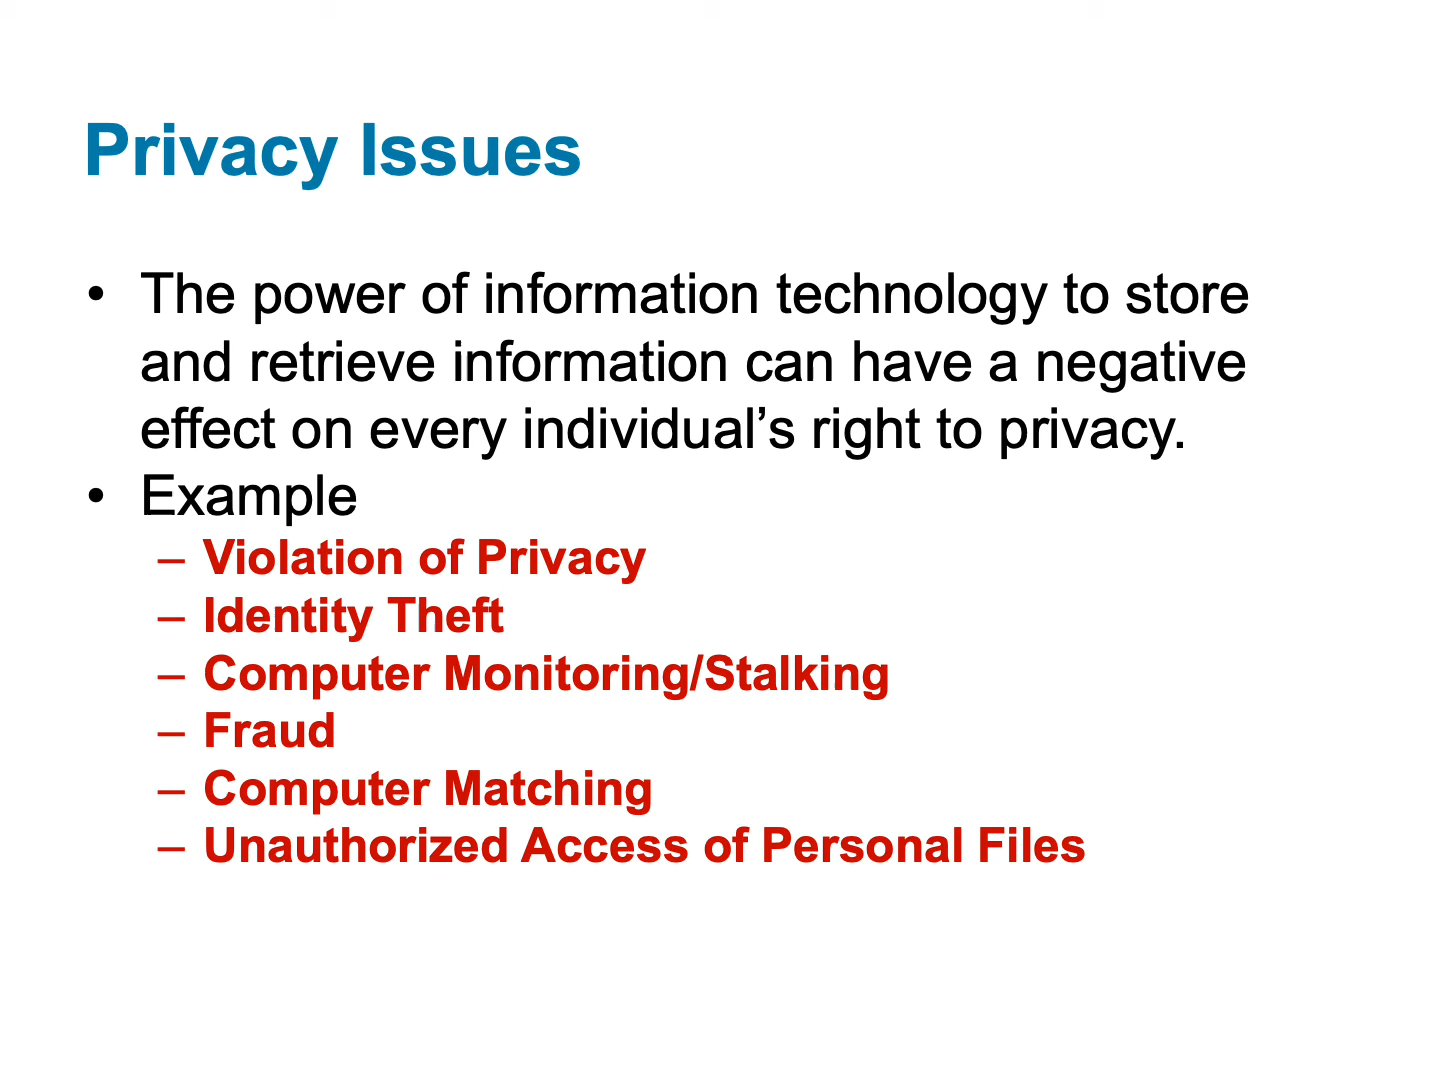 Privacy Issues
• The power of information technology to store
and retrieve information can have a negative
effect on every individual’s right to privacy.
• Example
– Violation of Privacy
– Identity Theft
– Computer Monitoring/Stalking
– Fraud
– Computer Matching
– Unauthorized Access of Personal Files